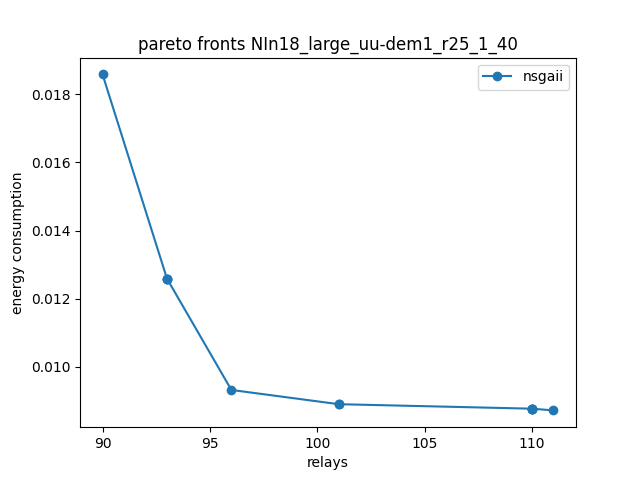 pareto fronts NIn18_large_uu-dem1_r25_1_40
nsgaii
0.018
0.016
0.014
0.012
0.010
energy consumption
90
95
100
105
110
relays